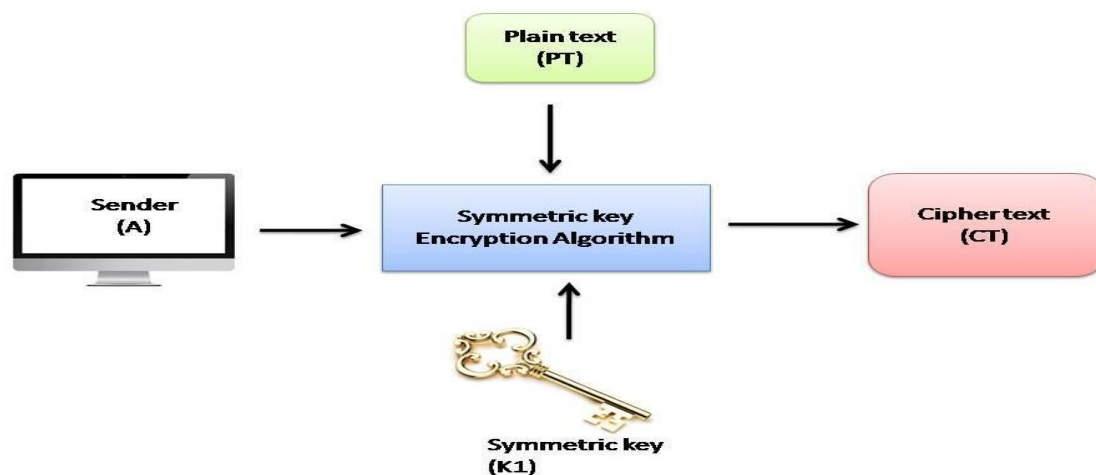 Plain text
(PT)
Sender
(A)
Symmetric key
Encryption Algorithm
Cipher text
(CT)
Symmetric key
(K1)